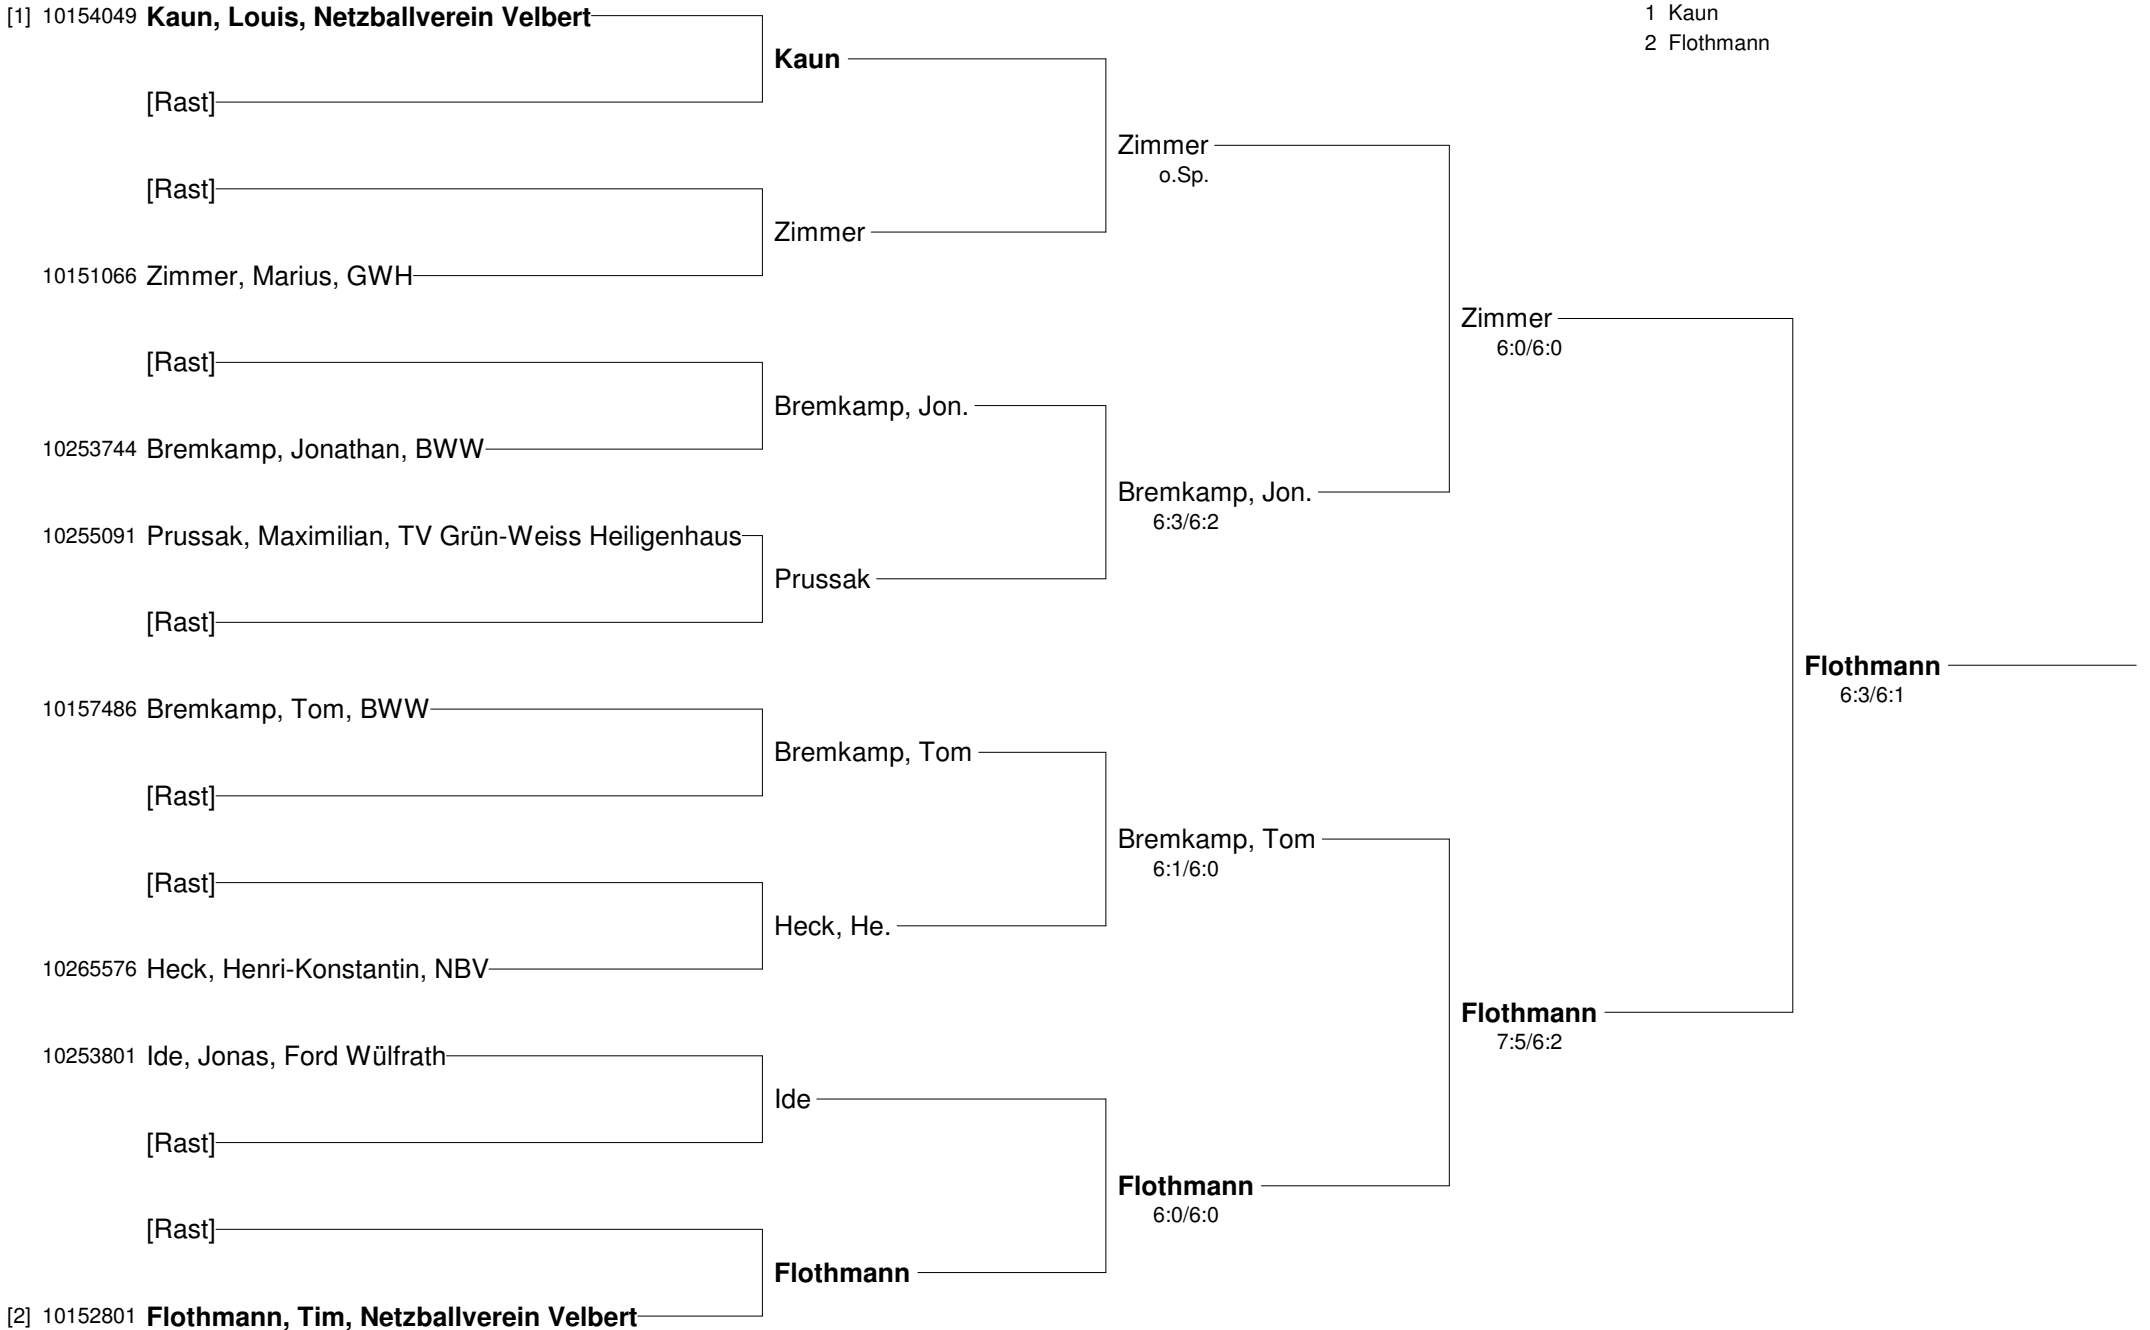 [1] 10154049 Kaun, Louis, Netzballverein Velbert
1 Kaun
2 Flothmann
Kaun
[Rast]
Zimmer
o.Sp.
[Rast]
Zimmer
10151066 Zimmer, Marius, GWH
Zimmer
6:0/6:0
[Rast]
Bremkamp, Jon.
10253744 Bremkamp, Jonathan, BWW
Bremkamp, Jon.
6:3/6:2
10255091 Prussak, Maximilian, TV Grün-Weiss Heiligenhaus
Prussak
[Rast]
Flothmann
6:3/6:1
10157486 Bremkamp, Tom, BWW
Bremkamp, Tom
[Rast]
Bremkamp, Tom
6:1/6:0
[Rast]
Heck, He.
10265576 Heck, Henri-Konstantin, NBV
Flothmann
7:5/6:2
10253801 Ide, Jonas, Ford Wülfrath
Ide
[Rast]
Flothmann
6:0/6:0
[Rast]
Flothmann
[2] 10152801 Flothmann, Tim, Netzballverein Velbert